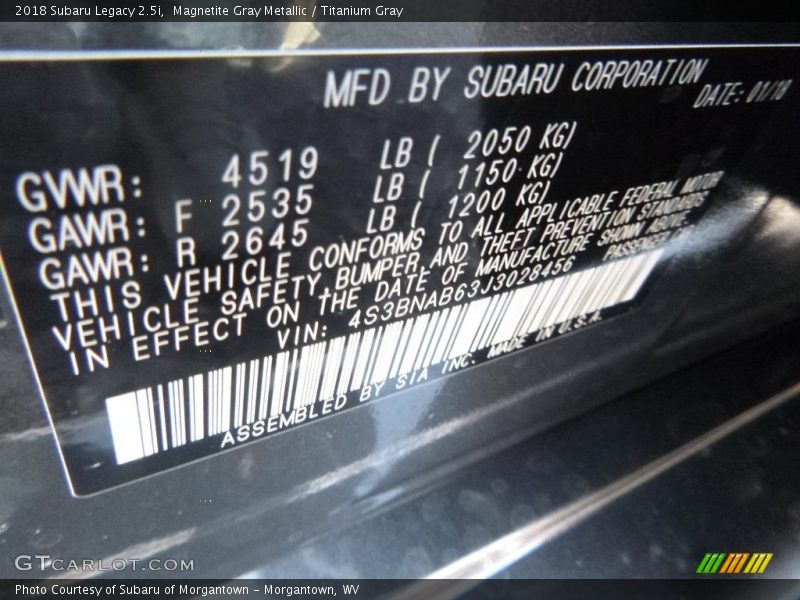 2018 Subaru Legacy 2.5i, Magnetite Gray Metallic / Titanium Gray
MFD BY SUBARU CORPORATION
DATE: 01/18
GVWR: 4519 LB ( 2050 KG)
GAWR: F 2535 LB ( 1150 KG)
GAWR: R 2645 LB ( 1200 KG)
THIS VEHICLE CONFORMS TO ALL APPLICABLE FEDERAL MOTOR
VEHICLE SAFETY, BUMPER, AND THEFT PREVENTION STANDARDS
IN EFFECT ON THE DATE OF MANUFACTURE SHOWN ABOVE.
VIN: 4S3BNAB63J3028456
ASSEMBLED BY SIA INC. MADE IN U.S.A.
GTCARLOT.COM
Photo Courtesy of Subaru of Morgantown - Morgantown, WV